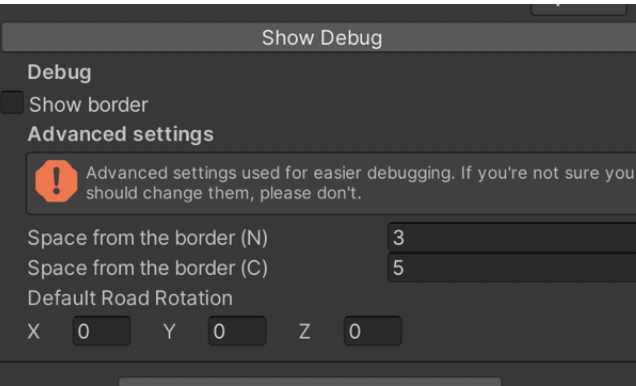 Show Debug
Debug
Show border
Advanced settings
Advanced settings used for easier debugging. If you're not sure you
should change them, please don't.
Space from the border (N) 3
Space from the border (C) 5
Default Road Rotation
X 0 Y 0 Z 0